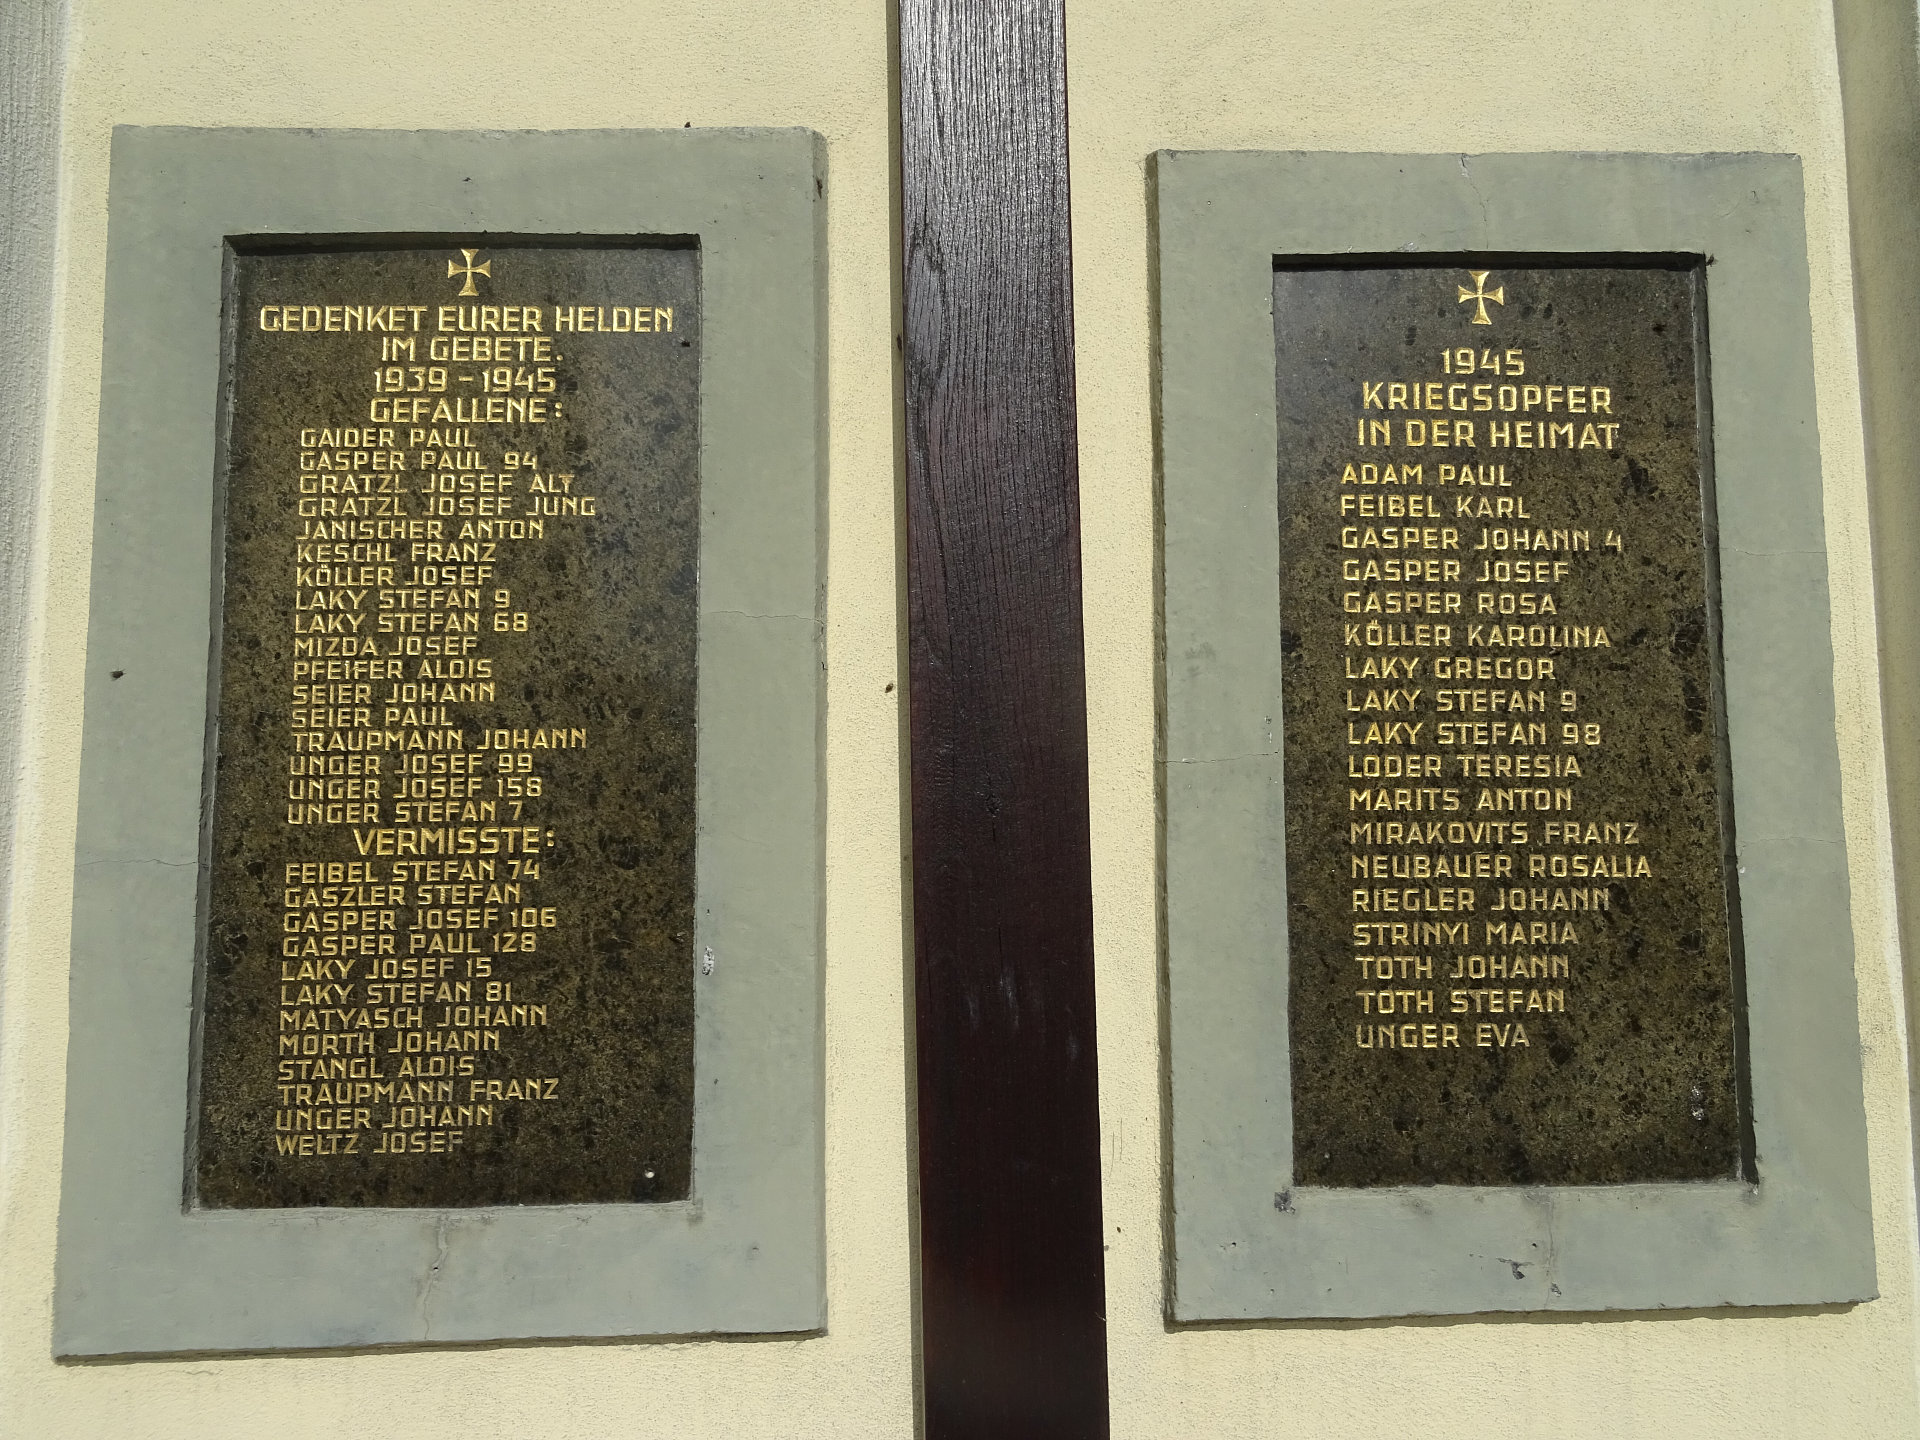 GEDENKET EURER HELDEN
IM GEBETE.
1939 - 1945
GEFALLENE:
GAIDER PAUL
GASPER PAUL 94
GRATZL JOSEF ALT
GRATZL JOSEF JUNG
JANISCHER ANTON
KESCHL FRANZ
KÖLLER JOSEF
LAKY STEFAN 9
LAKY STEFAN 68
MIZDA JOSEF
PFEIFER ALOIS
SEIER JOHANN
SEIER PAUL
TRAUPMANN JOHANN
UNGER JOSEF 99
UNGER JOSEF 158
UNGER STEFAN 7
VERMISSTE:
FEIBEL STEFAN 74
GASZLER STEFAN
GASPER JOSEF 106
GASPER PAUL 128
LAKY JOSEF 15
LAKY STEFAN 81
MATYASCH JOHANN
MORTH JOHANN
STANGL ALOIS
TRAUPMANN FRANZ
UNGER JOHANN
WELTZ JOSEF
1945
KRIEGSOPFER
IN DER HEIMAT
ADAM PAUL
FEIBEL KARL
GASPER JOHANN 4
GASPER JOSEF
GASPER ROSA
KÖLLER KAROLINA
LAKY GREGOR
LAKY STEFAN 9
LAKY STEFAN 98
LODER TERESIA
MARITS ANTON
MIRAKOVITS FRANZ
NEUBAUER ROSALIA
RIEGLER JOHANN
STRINYI MARIA
TOTH JOHANN
TOTH STEFAN
UNGER EVA